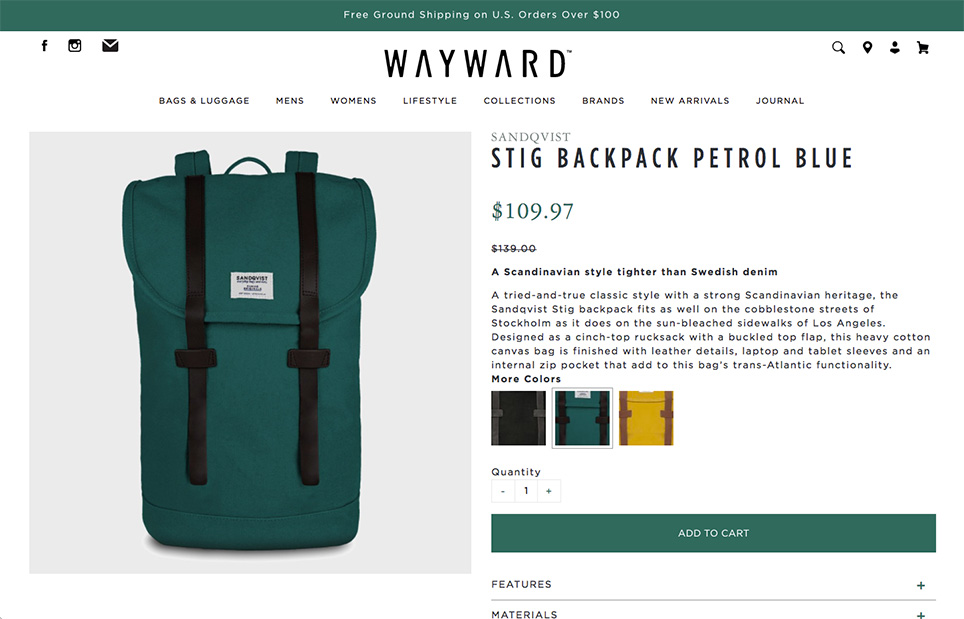 Free Ground Shipping on U.S. Orders Over $100
WAYWARD™
BAGS & LUGGAGE MENS WOMENS LIFESTYLE COLLECTIONS BRANDS NEW ARRIVALS JOURNAL
SANDQVIST
SANDQVIST
STIG BACKPACK PETROL BLUE
$109.97
$139.00
A Scandinavian style tighter than Swedish denim
A tried-and-true classic style with a strong Scandinavian heritage, the
Sandqvist Stig backpack fits as well on the cobblestone streets of
Stockholm as it does on the sun-bleached sidewalks of Los Angeles.
Designed as a cinch-top rucksack with a buckled top flap, this heavy cotton
canvas bag is finished with leather details, laptop and tablet sleeves and an
internal zip pocket that add to this bag's trans-Atlantic functionality.
More Colors
Quantity
- 1 +
ADD TO CART
FEATURES +
MATERIALS +